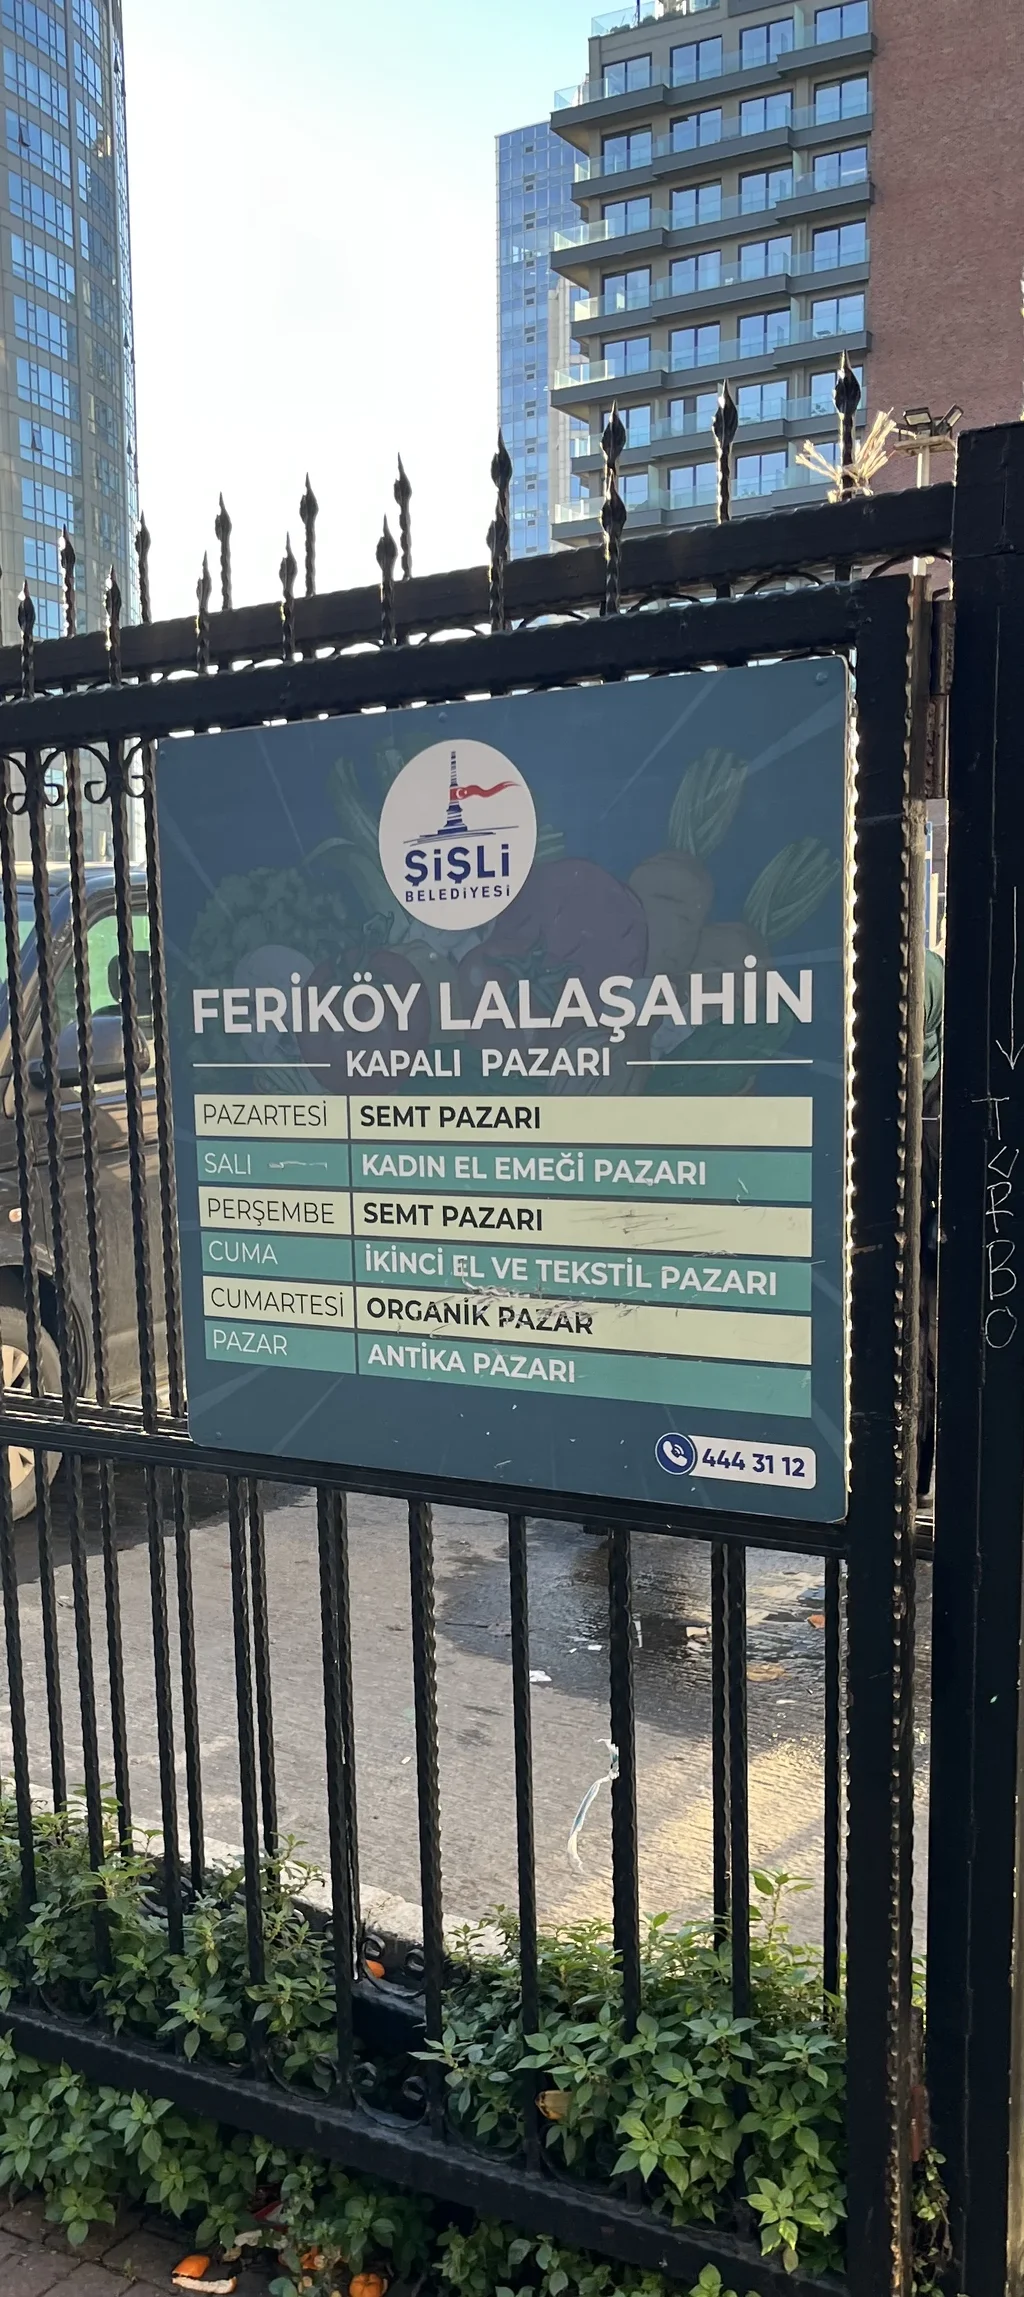 ŞİŞLİ
BELEDİYESİ
FERİKÖY LALAŞAHİN
KAPALI PAZARI
PAZARTESİ SEMT PAZARI
SALI KADIN EL EMEĞİ PAZARI
PERŞEMBE SEMT PAZARI
CUMA İKİNCİ EL VE TEKSTİL PAZARI
CUMARTESİ ORGANİK PAZAR
PAZAR ANTİKA PAZARI
444 31 12